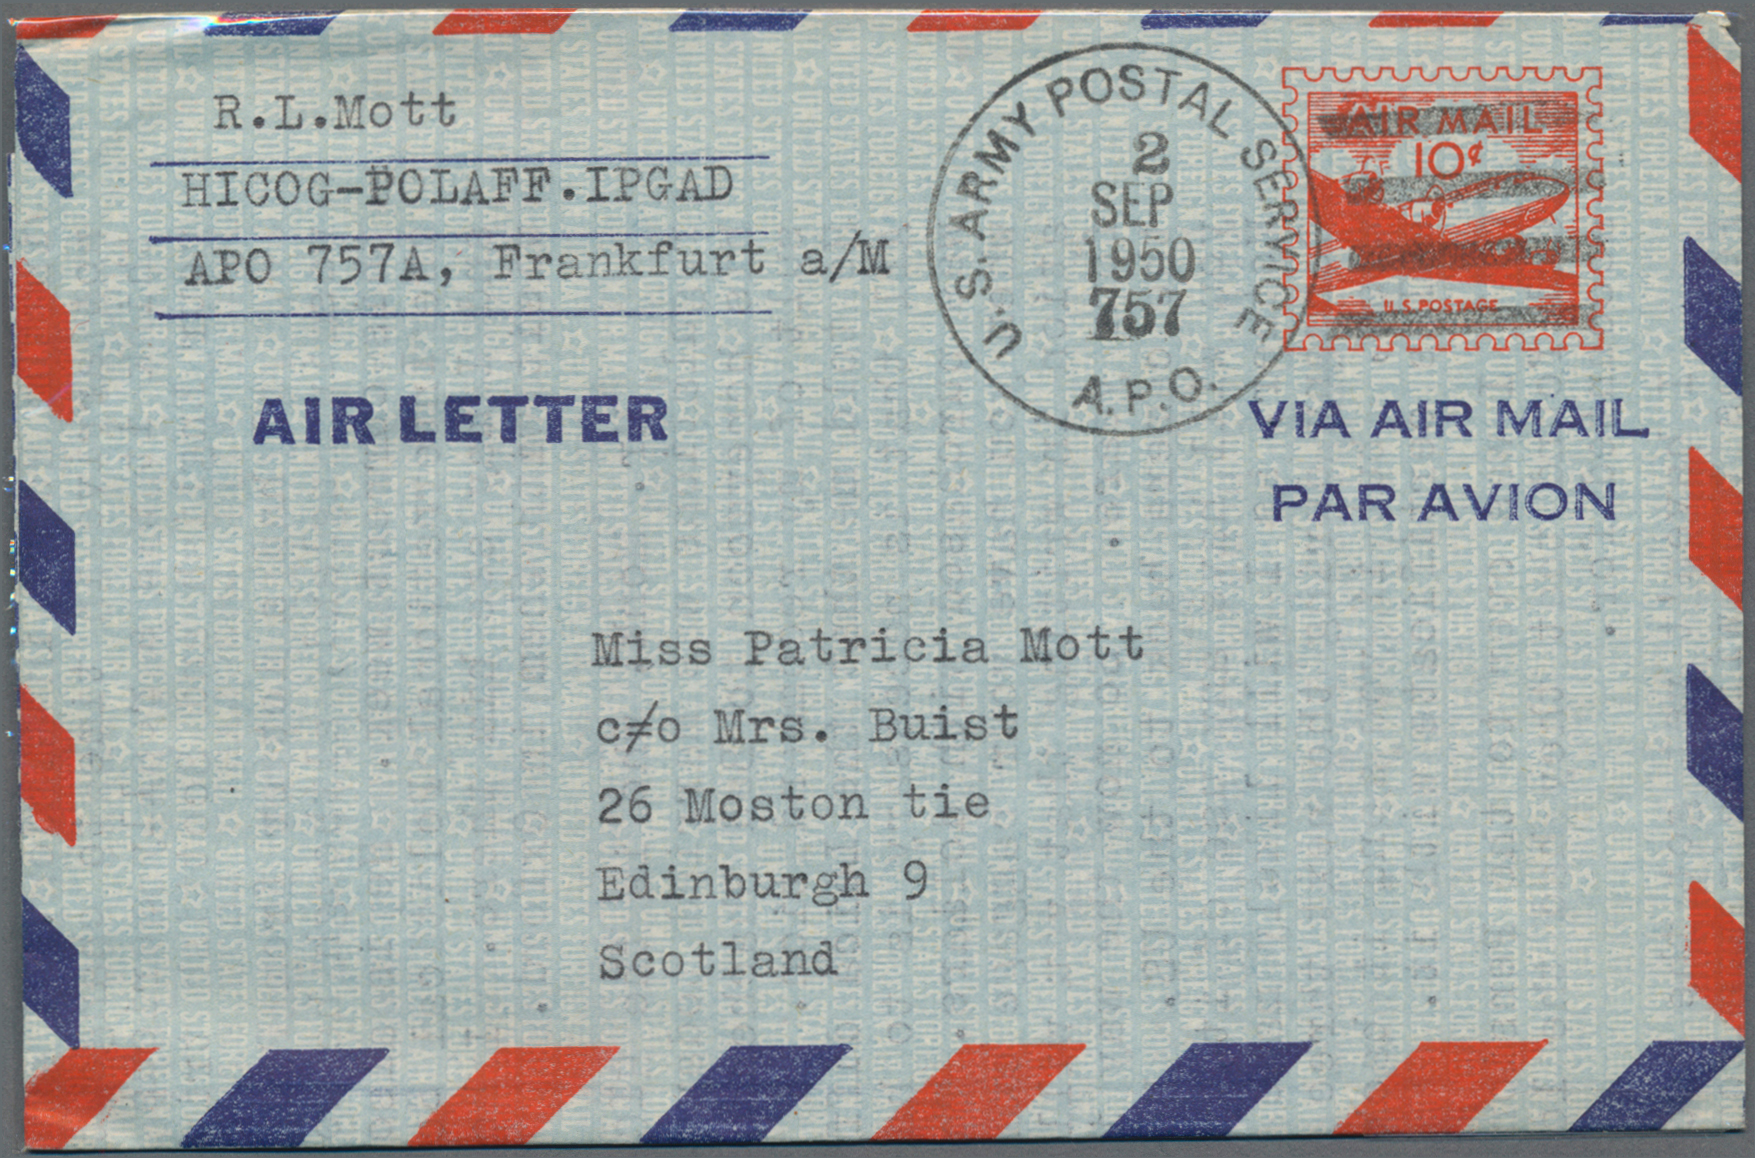 R.L.Mott
HICOG-POLAFF.IPGAD
APO 757A, Frankfurt a/M
U.S. ARMY POSTAL SERVICE
2
SEP
1950
757
A.P.O.
AIR MAIL
10¢
U.S. POSTAGE
AIR LETTER
VIA AIR MAIL
PAR AVION
Miss Patricia Mott
c/o Mrs. Buist
26 Moston tie
Edinburgh 9
Scotland